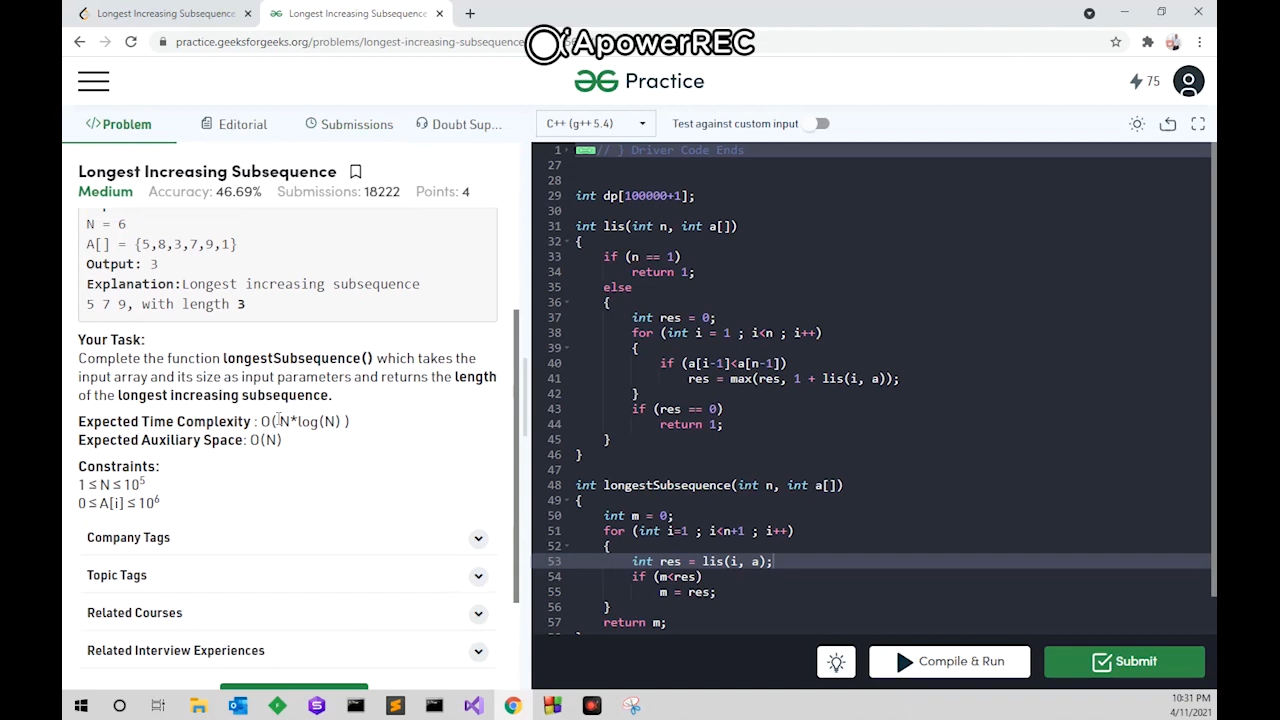 Longest Increasing Subsequence
Longest Increasing Subsequence
practice.geeksforgeeks.org/problems/longest-increasing-subsequence
ApowerREC
Practice
75
</>Problem
Editorial
Submissions
Doubt Sup...
C++ (g++ 5.4)
Test against custom input
Longest Increasing Subsequence
Medium Accuracy: 46.69% Submissions: 18222 Points: 4
N = 6
A[] = {5,8,3,7,9,1}
Output: 3
Explanation:Longest increasing subsequence
5 7 9, with length 3
Your Task:
Complete the function longestSubsequence() which takes the
input array and its size as input parameters and returns the length
of the longest increasing subsequence.
Expected Time Complexity : O( N*log(N) )
Expected Auxiliary Space: O(N)
Constraints:
1 ≤ N ≤ 10⁵
0 ≤ A[i] ≤ 10⁶
Company Tags
Topic Tags
Related Courses
Related Interview Experiences
1 // } Driver Code Ends
27
28
29 int dp[100000+1];
30
31 int lis(int n, int a[])
32 {
33 if (n == 1)
34 return 1;
35 else
36 {
37 int res = 0;
38 for (int i = 1 ; i<n ; i++)
39 {
40 if (a[i-1]<a[n-1])
41 res = max(res, 1 + lis(i, a));
42 }
43 if (res == 0)
44 return 1;
45 }
46 }
47
48 int longestSubsequence(int n, int a[])
49 {
50 int m = 0;
51 for (int i=1 ; i<n+1 ; i++)
52 {
53 int res = lis(i, a);
54 if (m<res)
55 m = res;
56 }
57 return m;
Compile & Run
Submit
10:31 PM
4/11/2021